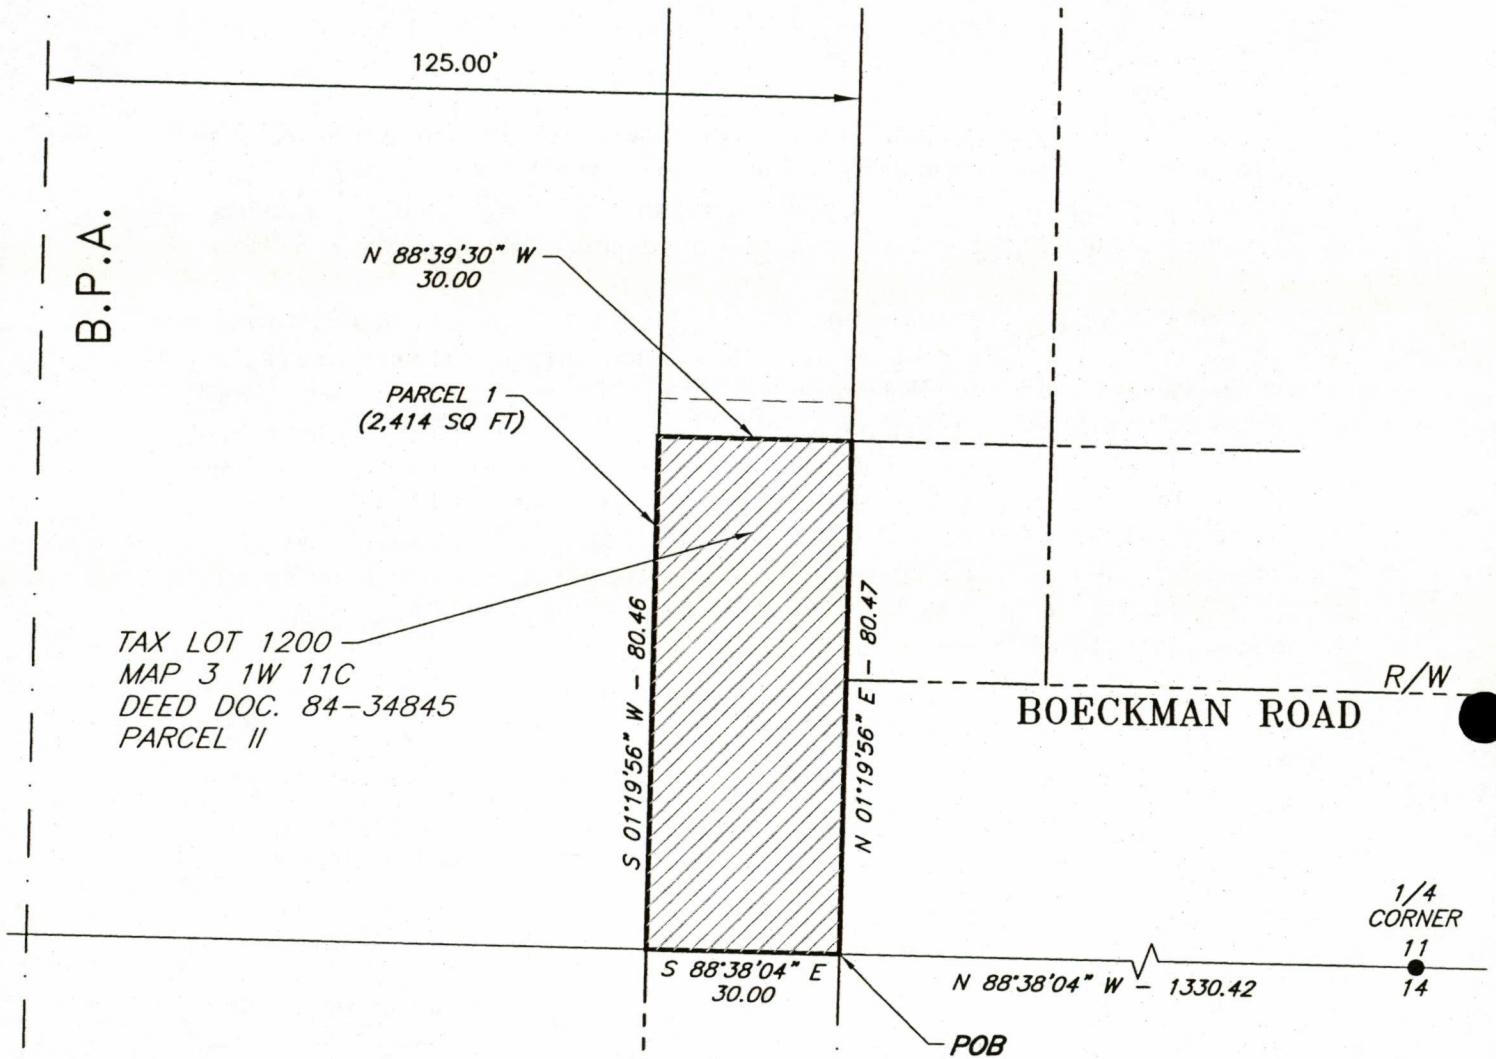 125.00'
B.P.A.
N 88°39'30" W
30.00
PARCEL 1
(2,414 SQ FT)
TAX LOT 1200
MAP 3 1W 11C
DEED DOC. 84-34845
PARCEL II
S 01°19'56" W - 80.46
N 01°19'56" E - 80.47
R/W
BOECKMAN ROAD
1/4
CORNER
11
14
S 88°38'04" E
30.00
N 88°38'04" W - 1330.42
POB